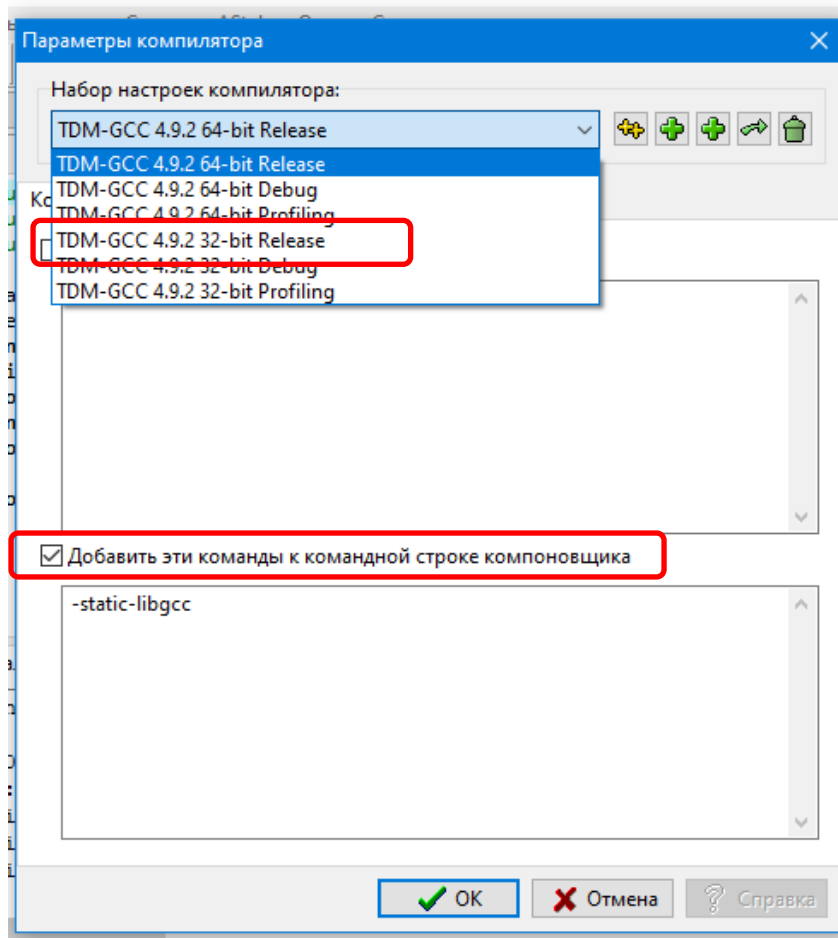 Параметры компилятора
Набор настроек компилятора:
TDM-GCC 4.9.2 64-bit Release
TDM-GCC 4.9.2 64-bit Release
TDM-GCC 4.9.2 64-bit Debug
TDM-GCC 4.9.2 64-bit Profiling
TDM-GCC 4.9.2 32-bit Release
TDM-GCC 4.9.2 32-bit Debug
TDM-GCC 4.9.2 32-bit Profiling
Добавить эти команды к командной строке компоновщика
-static-libgcc
OK
Отмена
Справка